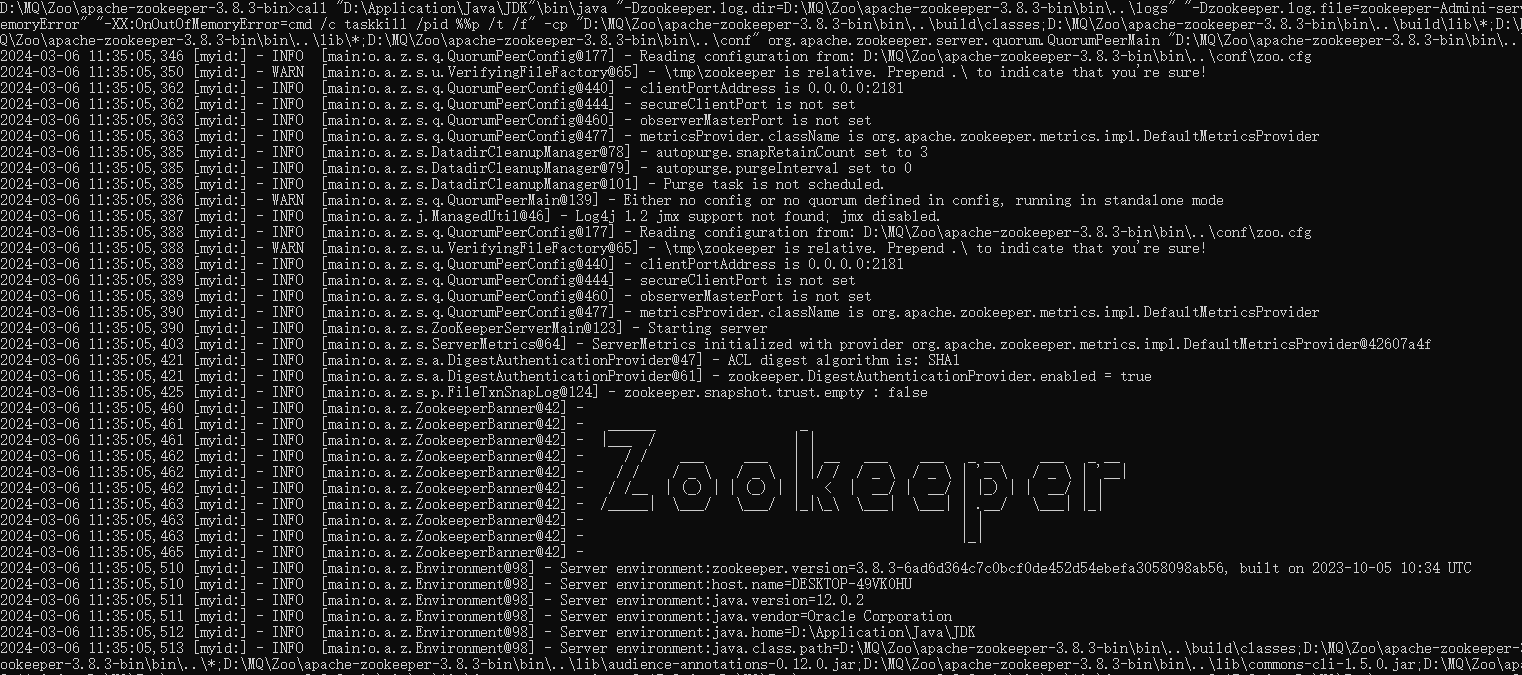 D:\MQ\Zoo\apache-zookeeper-3.8.3-bin>call "D:\Application\Java\JDK"\bin\java "-Dzookeeper.log.dir=D:\MQ\Zoo\apache-zookeeper-3.8.3-bin\bin\..\logs" "-Dzookeeper.log.file=zookeeper-Admini-serv
emoryError" "-XX:OnOutOfMemoryError=cmd /c taskkill /pid %%p /t /f" -cp "D:\MQ\Zoo\apache-zookeeper-3.8.3-bin\bin\..\build\classes;D:\MQ\Zoo\apache-zookeeper-3.8.3-bin\bin\..\build\lib\*;D:\
Q\Zoo\apache-zookeeper-3.8.3-bin\bin\..\lib\*;D:\MQ\Zoo\apache-zookeeper-3.8.3-bin\bin\..\conf" org.apache.zookeeper.server.quorum.QuorumPeerMain "D:\MQ\Zoo\apache-zookeeper-3.8.3-bin\bin\..
2024-03-06 11:35:05,346 [myid:] - INFO  [main:o.a.z.s.q.QuorumPeerConfig@177] - Reading configuration from: D:\MQ\Zoo\apache-zookeeper-3.8.3-bin\bin\..\conf\zoo.cfg
2024-03-06 11:35:05,350 [myid:] - WARN  [main:o.a.z.s.u.VerifyingFileFactory@65] - \tmp\zookeeper is relative. Prepend .\ to indicate that you're sure!
2024-03-06 11:35:05,362 [myid:] - INFO  [main:o.a.z.s.q.QuorumPeerConfig@440] - clientPortAddress is 0.0.0.0:2181
2024-03-06 11:35:05,362 [myid:] - INFO  [main:o.a.z.s.q.QuorumPeerConfig@444] - secureClientPort is not set
2024-03-06 11:35:05,363 [myid:] - INFO  [main:o.a.z.s.q.QuorumPeerConfig@460] - observerMasterPort is not set
2024-03-06 11:35:05,363 [myid:] - INFO  [main:o.a.z.s.q.QuorumPeerConfig@477] - metricsProvider.className is org.apache.zookeeper.metrics.impl.DefaultMetricsProvider
2024-03-06 11:35:05,385 [myid:] - INFO  [main:o.a.z.s.DatadirCleanupManager@78] - autopurge.snapRetainCount set to 3
2024-03-06 11:35:05,385 [myid:] - INFO  [main:o.a.z.s.DatadirCleanupManager@79] - autopurge.purgeInterval set to 0
2024-03-06 11:35:05,385 [myid:] - INFO  [main:o.a.z.s.DatadirCleanupManager@101] - Purge task is not scheduled.
2024-03-06 11:35:05,386 [myid:] - WARN  [main:o.a.z.s.q.QuorumPeerMain@139] - Either no config or no quorum defined in config, running in standalone mode
2024-03-06 11:35:05,387 [myid:] - INFO  [main:o.a.z.j.ManagedUtil@46] - Log4j 1.2 jmx support not found; jmx disabled.
2024-03-06 11:35:05,388 [myid:] - INFO  [main:o.a.z.s.q.QuorumPeerConfig@177] - Reading configuration from: D:\MQ\Zoo\apache-zookeeper-3.8.3-bin\bin\..\conf\zoo.cfg
2024-03-06 11:35:05,388 [myid:] - WARN  [main:o.a.z.s.u.VerifyingFileFactory@65] - \tmp\zookeeper is relative. Prepend .\ to indicate that you're sure!
2024-03-06 11:35:05,388 [myid:] - INFO  [main:o.a.z.s.q.QuorumPeerConfig@440] - clientPortAddress is 0.0.0.0:2181
2024-03-06 11:35:05,389 [myid:] - INFO  [main:o.a.z.s.q.QuorumPeerConfig@444] - secureClientPort is not set
2024-03-06 11:35:05,389 [myid:] - INFO  [main:o.a.z.s.q.QuorumPeerConfig@460] - observerMasterPort is not set
2024-03-06 11:35:05,390 [myid:] - INFO  [main:o.a.z.s.q.QuorumPeerConfig@477] - metricsProvider.className is org.apache.zookeeper.metrics.impl.DefaultMetricsProvider
2024-03-06 11:35:05,390 [myid:] - INFO  [main:o.a.z.s.ZooKeeperServerMain@123] - Starting server
2024-03-06 11:35:05,403 [myid:] - INFO  [main:o.a.z.s.ServerMetrics@64] - ServerMetrics initialized with provider org.apache.zookeeper.metrics.impl.DefaultMetricsProvider@42607a4f
2024-03-06 11:35:05,421 [myid:] - INFO  [main:o.a.z.s.a.DigestAuthenticationProvider@47] - ACL digest algorithm is: SHA1
2024-03-06 11:35:05,421 [myid:] - INFO  [main:o.a.z.s.a.DigestAuthenticationProvider@61] - zookeeper.DigestAuthenticationProvider.enabled = true
2024-03-06 11:35:05,425 [myid:] - INFO  [main:o.a.z.s.p.FileTxnSnapLog@124] - zookeeper.snapshot.trust.empty : false
2024-03-06 11:35:05,460 [myid:] - INFO  [main:o.a.z.ZookeeperBanner@42] -
2024-03-06 11:35:05,461 [myid:] - INFO  [main:o.a.z.ZookeeperBanner@42] -
2024-03-06 11:35:05,461 [myid:] - INFO  [main:o.a.z.ZookeeperBanner@42] -
2024-03-06 11:35:05,462 [myid:] - INFO  [main:o.a.z.ZookeeperBanner@42] -
2024-03-06 11:35:05,462 [myid:] - INFO  [main:o.a.z.ZookeeperBanner@42] - Zookeeper
2024-03-06 11:35:05,462 [myid:] - INFO  [main:o.a.z.ZookeeperBanner@42] -
2024-03-06 11:35:05,463 [myid:] - INFO  [main:o.a.z.ZookeeperBanner@42] -
2024-03-06 11:35:05,463 [myid:] - INFO  [main:o.a.z.ZookeeperBanner@42] -
2024-03-06 11:35:05,463 [myid:] - INFO  [main:o.a.z.ZookeeperBanner@42] -
2024-03-06 11:35:05,465 [myid:] - INFO  [main:o.a.z.ZookeeperBanner@42] -
2024-03-06 11:35:05,510 [myid:] - INFO  [main:o.a.z.Environment@98] - Server environment:zookeeper.version=3.8.3-6ad6d364c7c0bcf0de452d54ebefa3058098ab56, built on 2023-10-05 10:34 UTC
2024-03-06 11:35:05,510 [myid:] - INFO  [main:o.a.z.Environment@98] - Server environment:host.name=DESKTOP-49VK0HU
2024-03-06 11:35:05,511 [myid:] - INFO  [main:o.a.z.Environment@98] - Server environment:java.version=12.0.2
2024-03-06 11:35:05,511 [myid:] - INFO  [main:o.a.z.Environment@98] - Server environment:java.vendor=Oracle Corporation
2024-03-06 11:35:05,512 [myid:] - INFO  [main:o.a.z.Environment@98] - Server environment:java.home=D:\Application\Java\JDK
2024-03-06 11:35:05,513 [myid:] - INFO  [main:o.a.z.Environment@98] - Server environment:java.class.path=D:\MQ\Zoo\apache-zookeeper-3.8.3-bin\bin\..\build\classes;D:\MQ\Zoo\apache-zookeeper-3
ookeeper-3.8.3-bin\bin\..\*;D:\MQ\Zoo\apache-zookeeper-3.8.3-bin\bin\..\lib\audience-annotations-0.12.0.jar;D:\MQ\Zoo\apache-zookeeper-3.8.3-bin\bin\..\lib\commons-cli-1.5.0.jar;D:\MQ\Zoo\apa